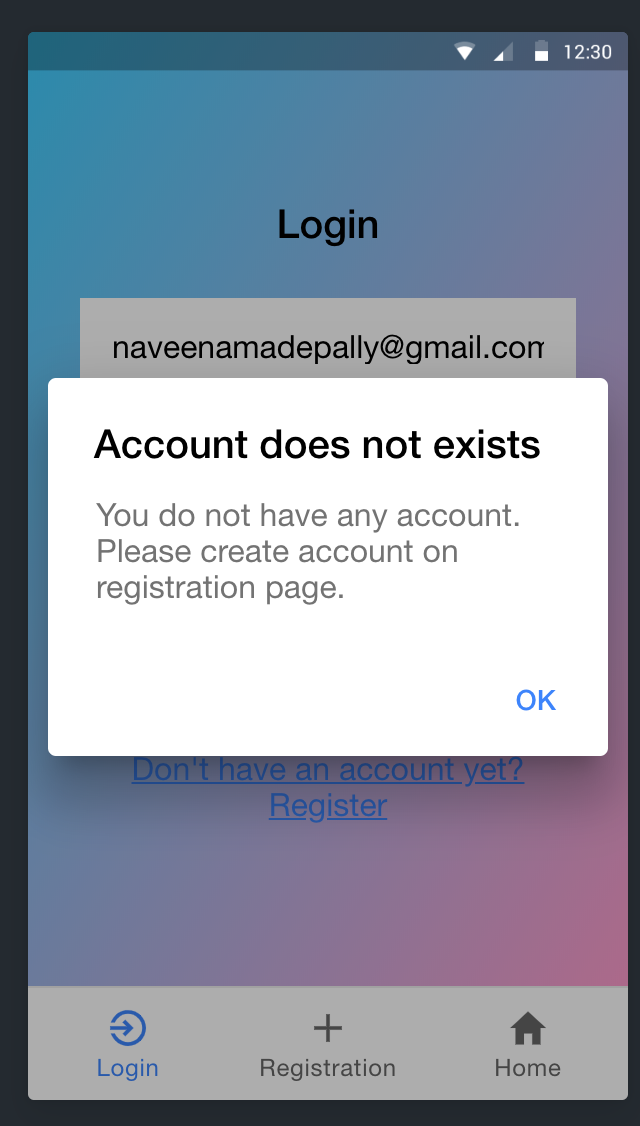 12:30
Login
naveenamadepally@gmail.com
Account does not exists
You do not have any account.
Please create account on
registration page.
OK
Don't have an account yet?
Register
Login Registration Home